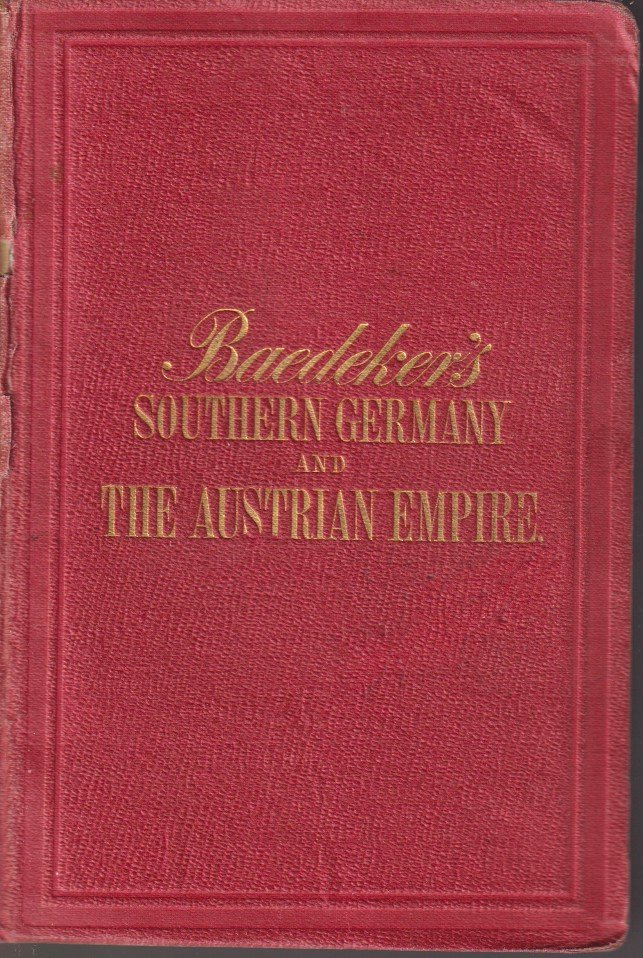 Baedeker's
SOUTHERN GERMANY
AND
THE AUSTRIAN EMPIRE.